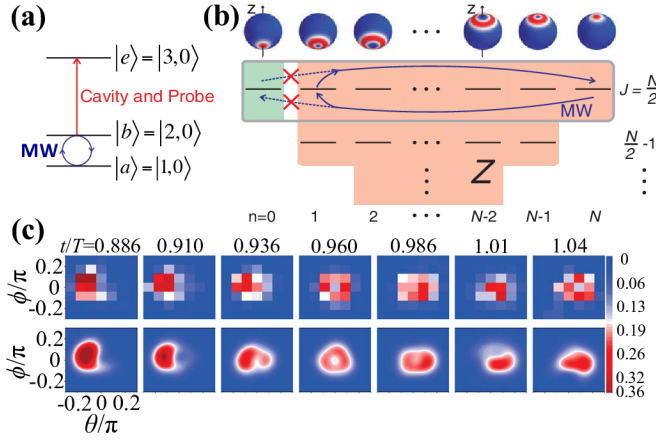 (a)
|e⟩=|3,0⟩
Cavity and Probe
|b⟩=|2,0⟩
MW
|a⟩=|1,0⟩
(b)
z z
...
... J = N/2
MW
... N/2 -1
⋮ Z ⋮ ⋮
n=0 1 2 ... N-2 N-1 N
(c)
t/T=0.886 0.910 0.936 0.960 0.986 1.01 1.04
ϕ/π
0.2
0
-0.2
ϕ/π
0.2
0
-0.2
-0.2 0 0.2
θ/π
0
0.06
0.13
0.19
0.26
0.32
0.36